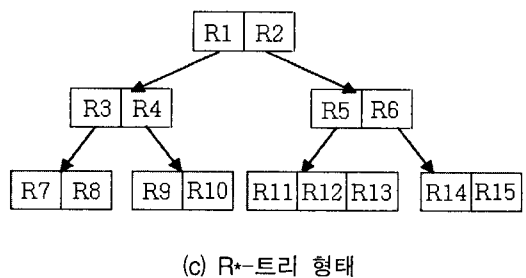 R1 R2
R3 R4 R5 R6
R7 R8 R9 R10 R11 R12 R13 R14 R15
(c) R*-트리 형태